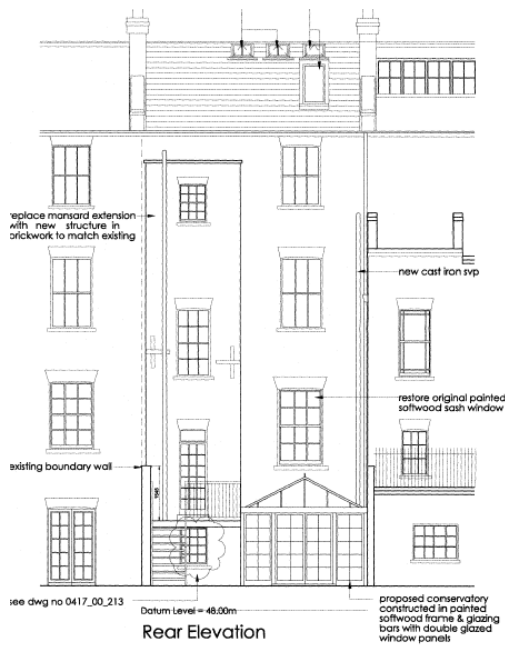 replace mansard extension
with new structure in
brickwork to match existing
new cast iron svp
restore original painted
softwood sash window
existing boundary wall
see dwg no 0417_00_213
Datum Level = 48.00m
Rear Elevation
proposed conservatory
constructed in painted
softwood frame & glazing
bars with double glazed
window panels